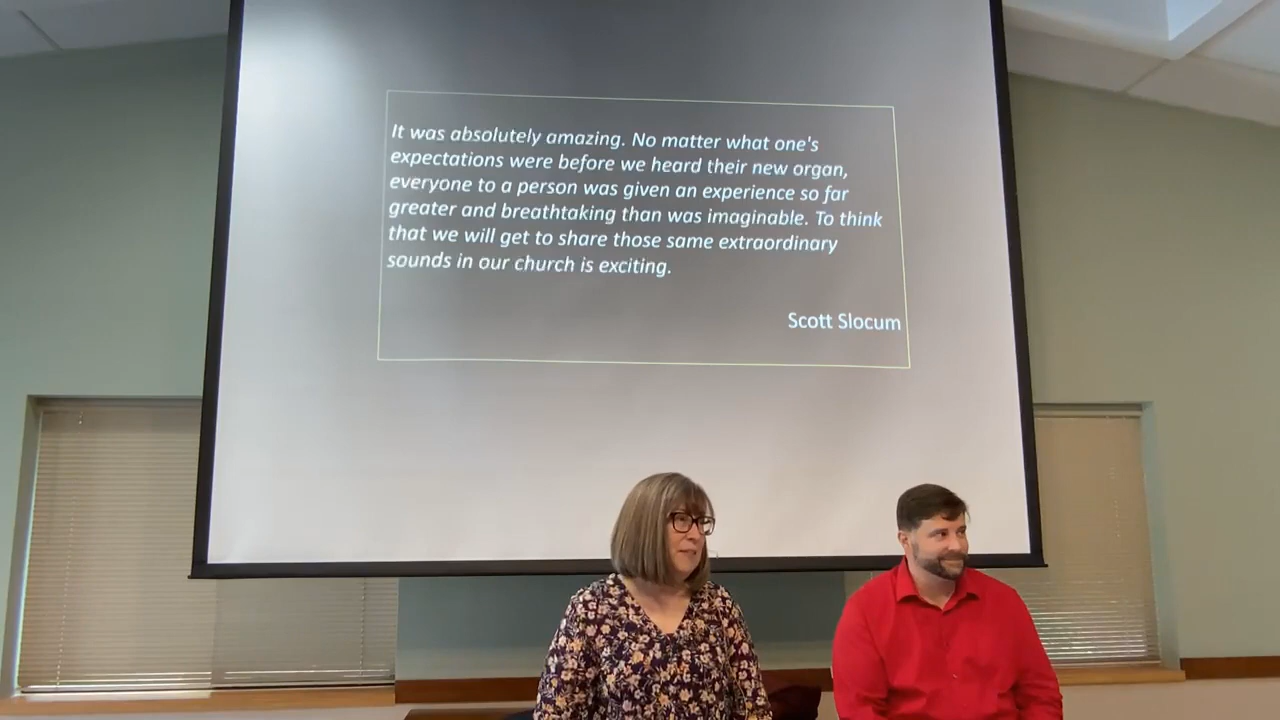 It was absolutely amazing. No matter what one's
expectations were before we heard their new organ,
everyone to a person was given an experience so far
greater and breathtaking than was imaginable. To think
that we will get to share those same extraordinary
sounds in our church is exciting.
Scott Slocum